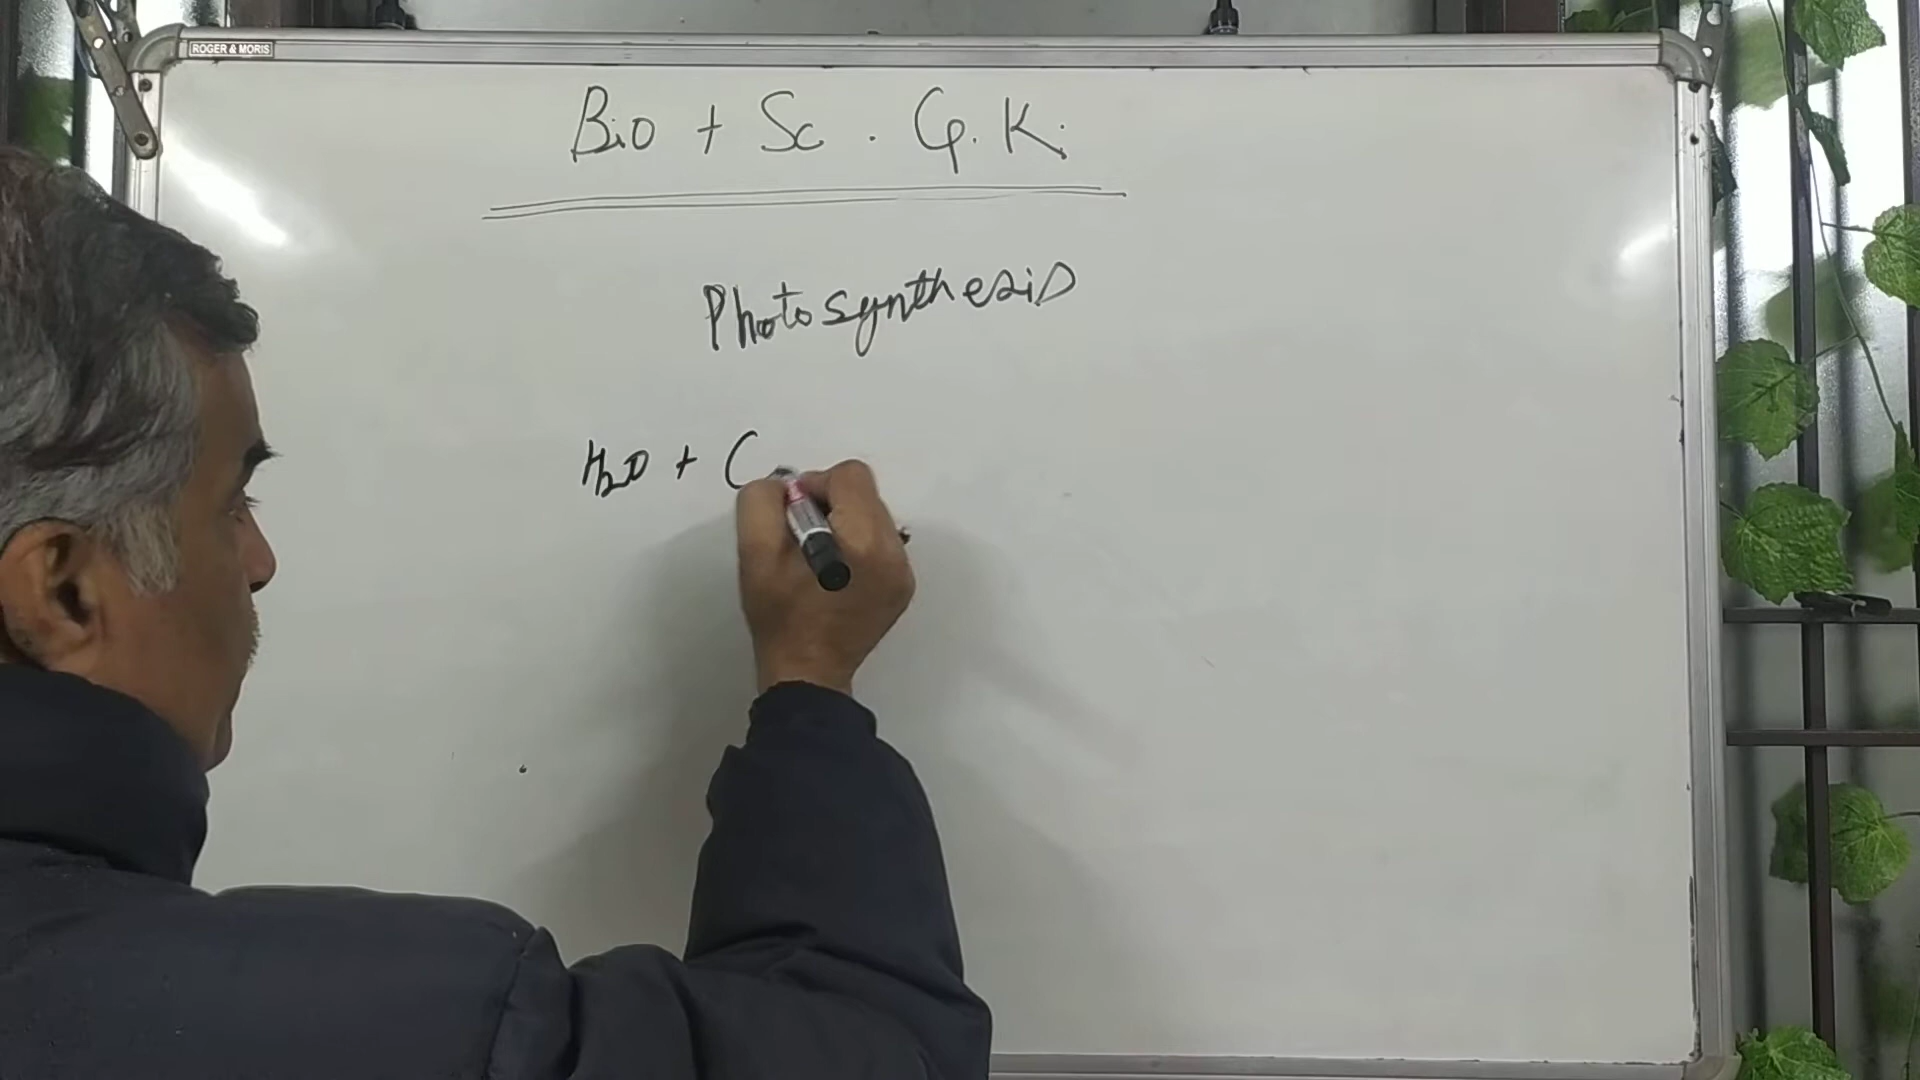 ROGER & MORIS
Bio + Sc. G.K.
Photosynthesis
H₂O + C